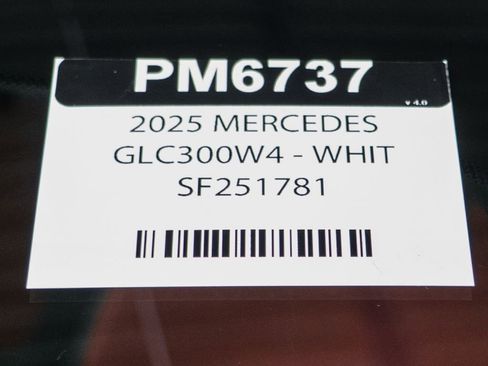 PM6737
v 4.0
2025 MERCEDES
GLC300W4 - WHIT
SF251781